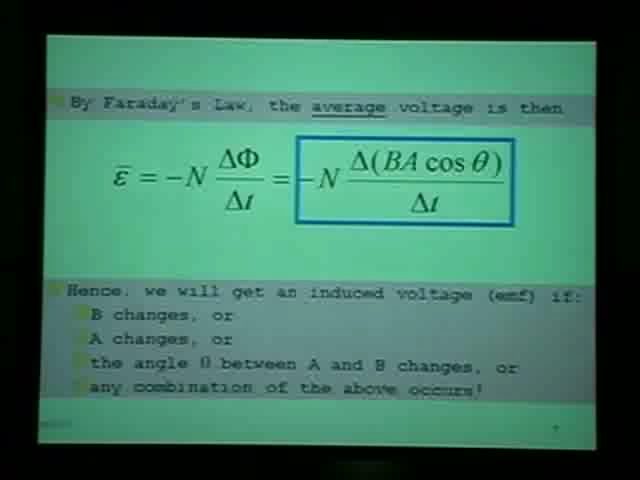 By Faraday's Law, the average voltage is then
ε̄ = −N ΔΦ/Δt = −N Δ(BA cos θ)/Δt
Hence, we will get an induced voltage (emf) if:
B changes, or
A changes, or
the angle θ between A and B changes, or
any combination of the above occurs!